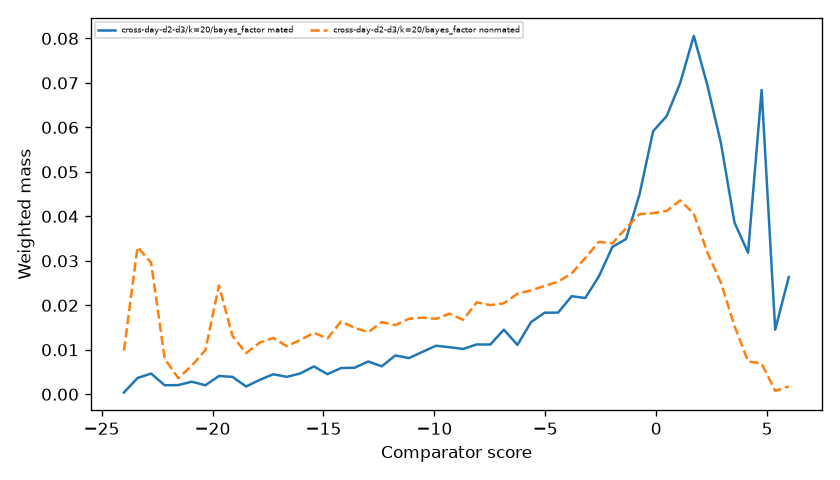 cross-day-d2-d3/k=20/bayes_factor mated cross-day-d2-d3/k=20/bayes_factor nonmated
0.08
0.07
0.06
0.05
0.04
0.03
0.02
0.01
0.00
Weighted mass
−25 −20 −15 −10 −5 0 5
Comparator score